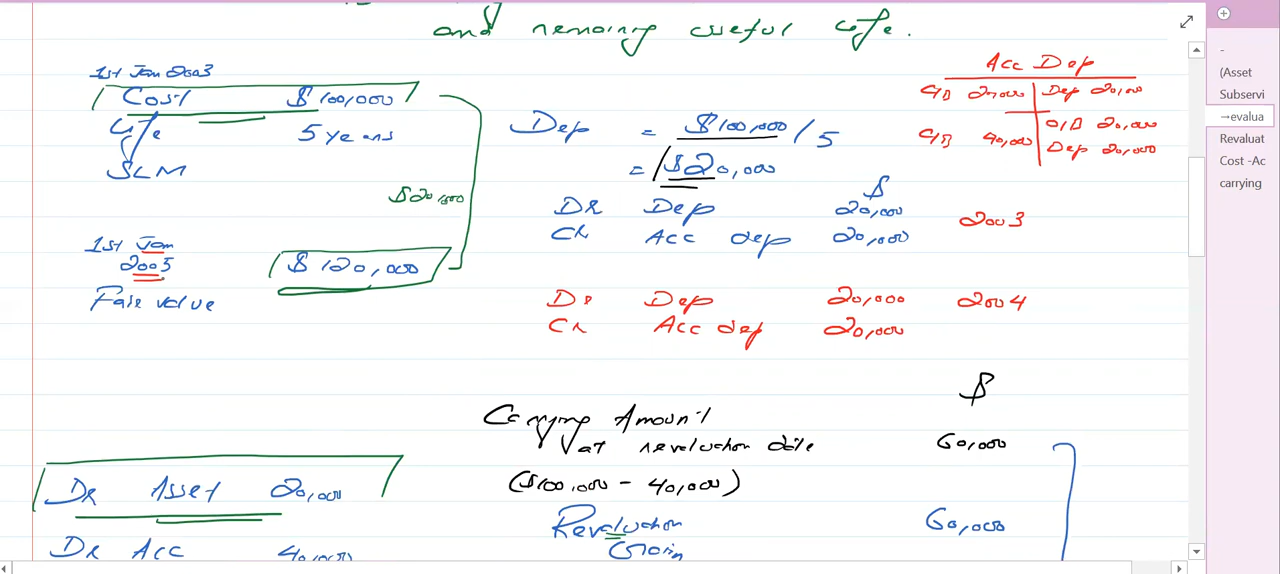 and remaining useful life.
1st Jan 2003
Cost $100,000
Life 5 years
SLM
$20,000
1st Jan
2005
$120,000
Fair value
Dep = $100,000 / 5
= $20,000
$
DR Dep 20,000
CR Acc dep 20,000
2003
DR Dep 20,000 2004
CR Acc dep 20,000
Acc Dep
C/D 20,000 Dep 20,000
O/B 20,000
C/D 40,000 Dep 20,000
$
Carrying Amount
at revaluation date 60,000
($100,000 - 40,000)
Revaluation 60,000
Gain
DR Asset 20,000
DR Acc 40,000
-
(Asset
Subservi
→evalua
Revaluat
Cost -Ac
carrying